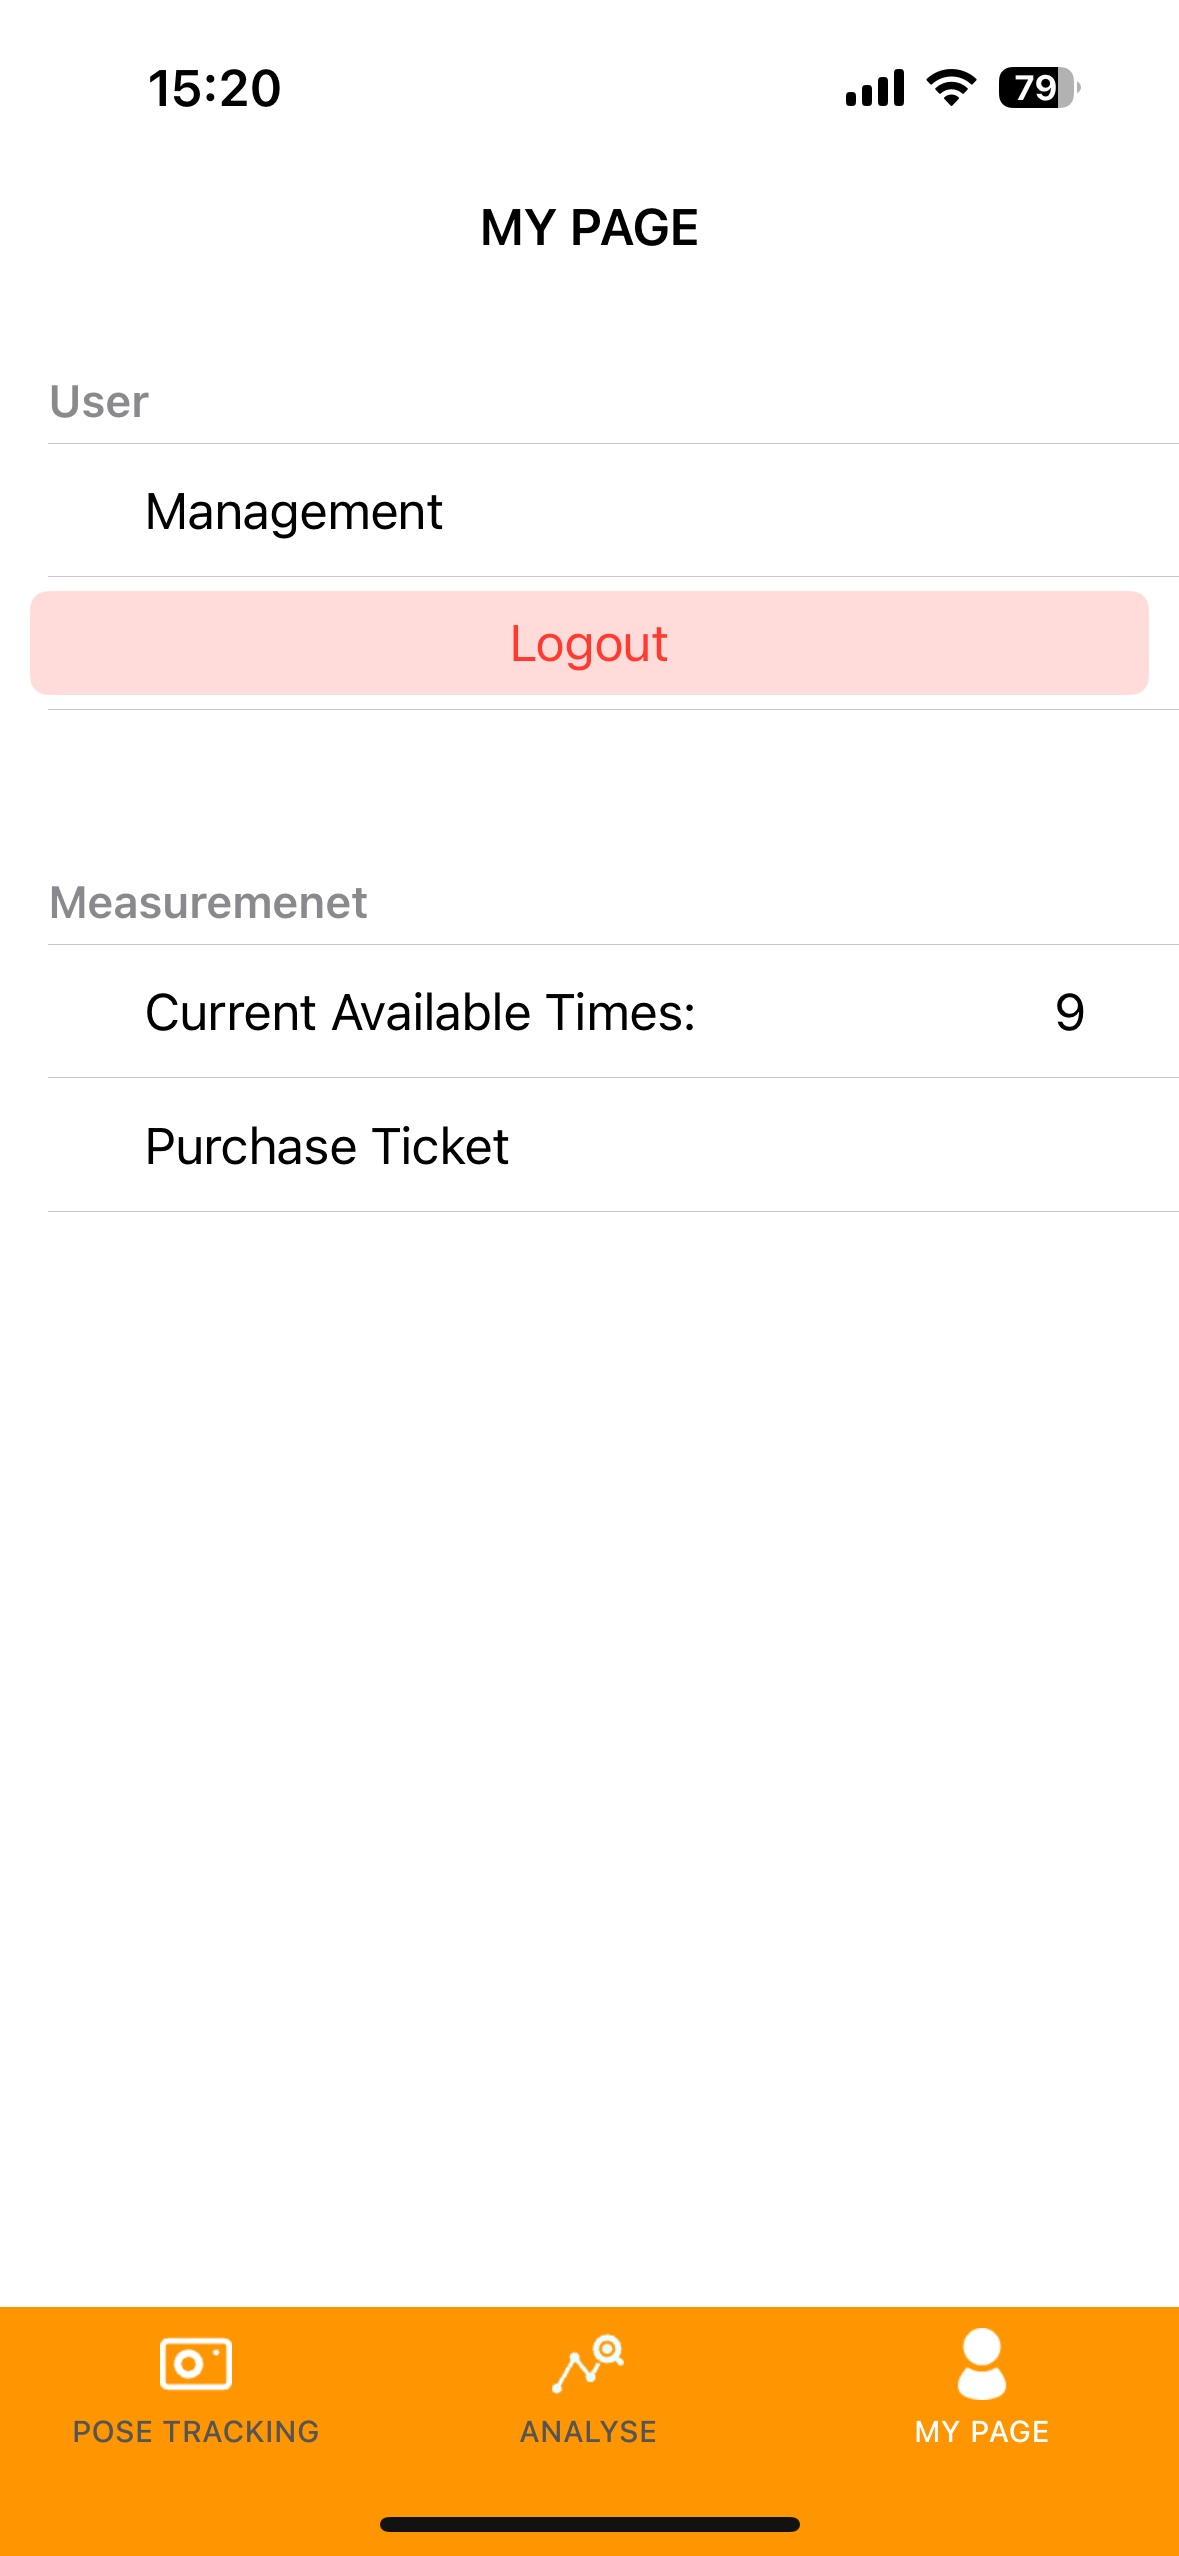 15:20
79
MY PAGE
User
Management
Logout
Measuremenet
Current Available Times: 9
Purchase Ticket
POSE TRACKING ANALYSE MY PAGE